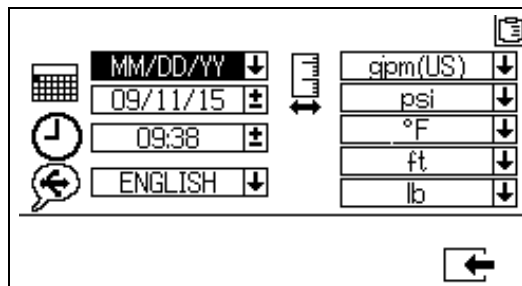 MM/DD/YY
09/11/15
09:38
ENGLISH
gpm(US)
psi
°F
ft
lb